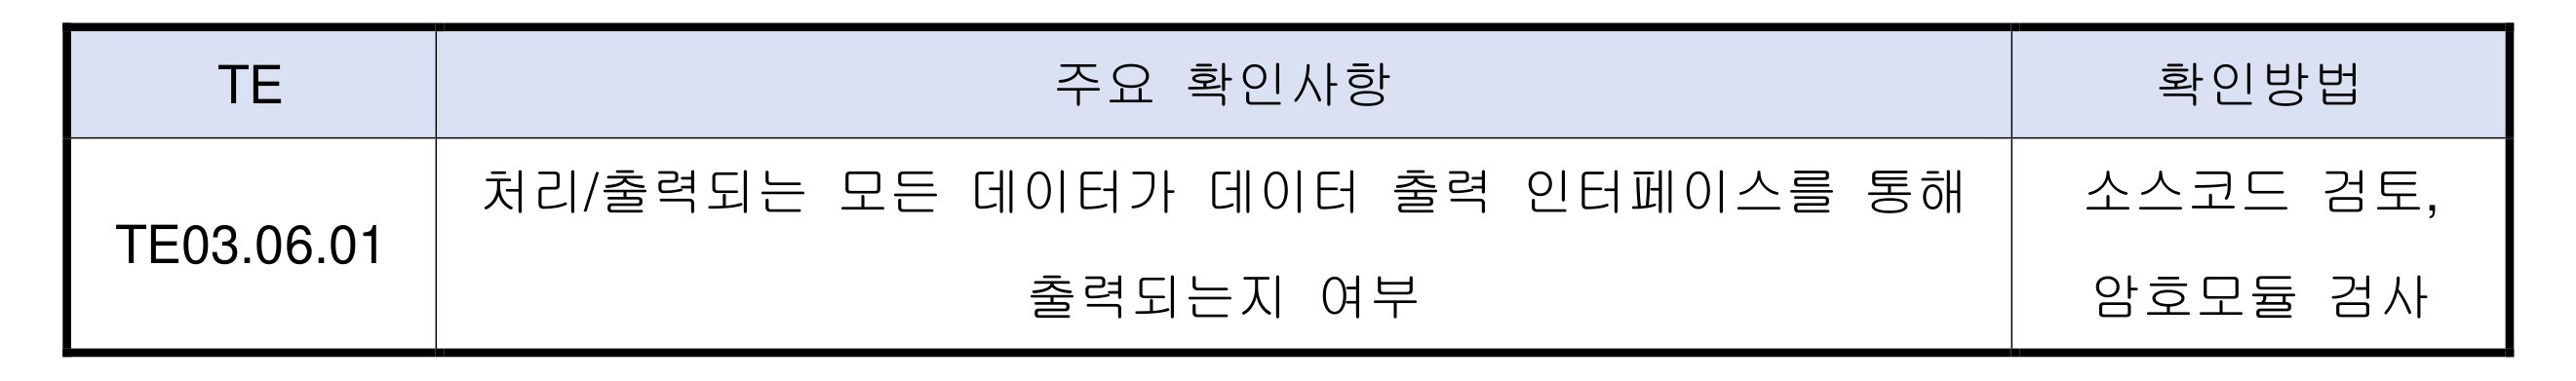 TE 주요 확인사항 확인방법
처리/출력되는 모든 데이터가 데이터 출력 인터페이스를 통해 소스코드 검토,
TE03.06.01
출력되는지 여부 암호모듈 검사